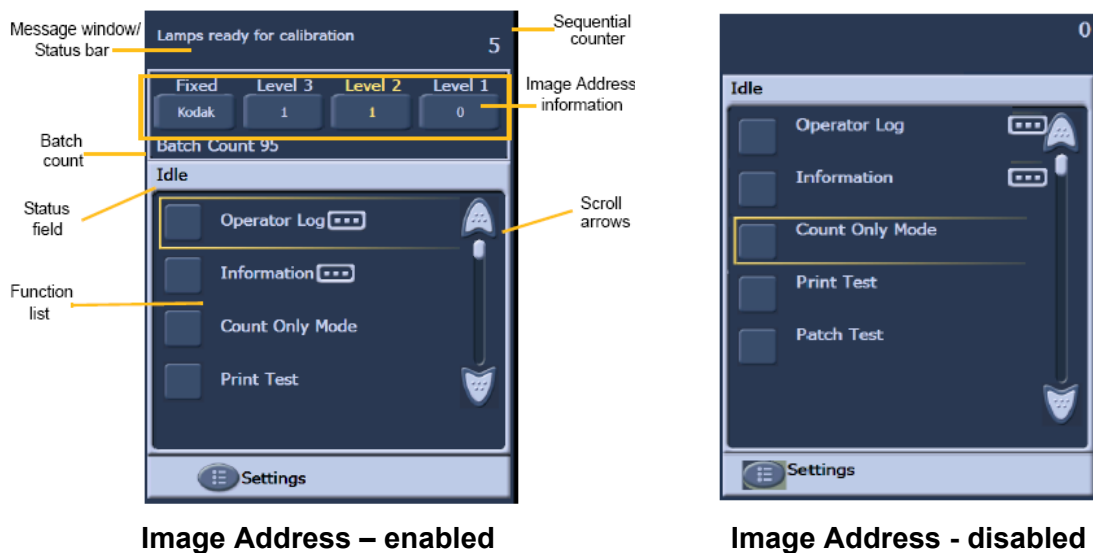 Message window/
Status bar
Lamps ready for calibration
5
Sequential
counter
Fixed Level 3 Level 2 Level 1
Kodak 1 1 0
Image Address
information
Batch
count
Batch Count 95
Idle
Status
field
Operator Log
Scroll
arrows
Information
Function
list
Count Only Mode
Print Test
Settings
Image Address – enabled
0
Idle
Operator Log
Information
Count Only Mode
Print Test
Patch Test
Settings
Image Address - disabled